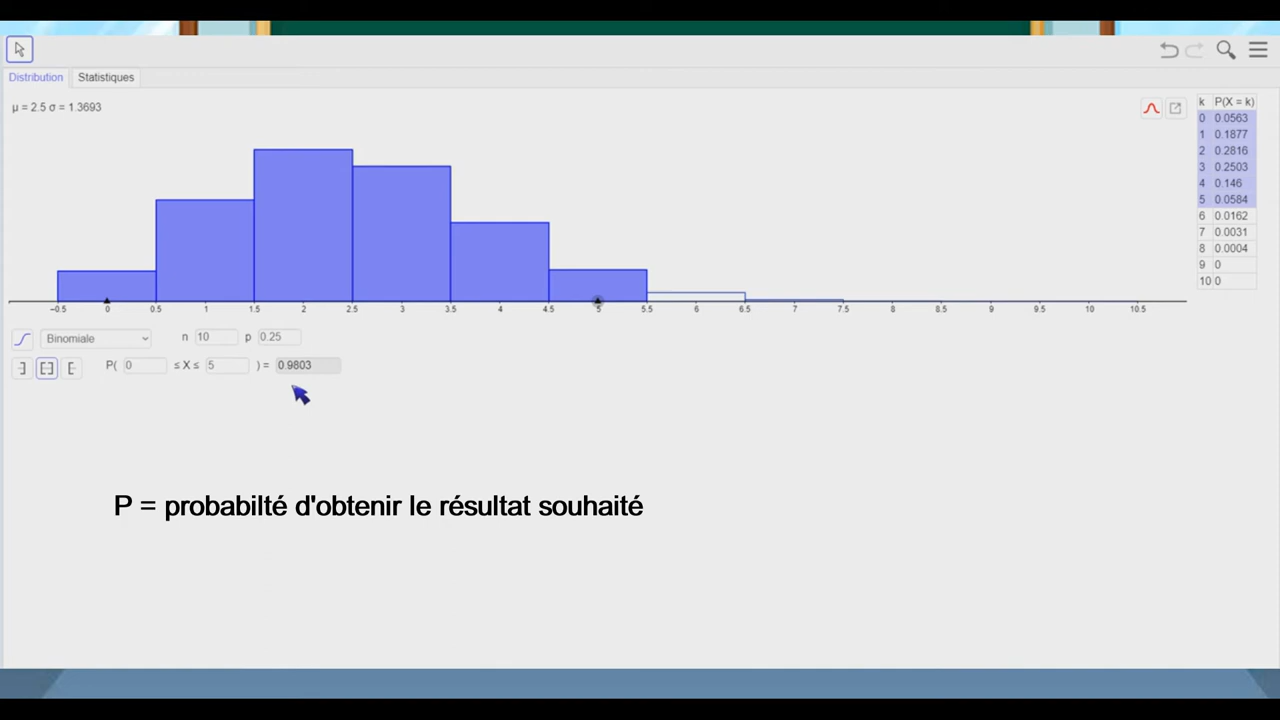 Distribution Statistiques
μ = 2.5 σ = 1.3693
k P(X = k)
0 0.0563
1 0.1877
2 0.2816
3 0.2503
4 0.146
5 0.0584
6 0.0162
7 0.0031
8 0.0004
9 0
10 0
−0.5 0 0.5 1 1.5 2 2.5 3 3.5 4 4.5 5 5.5 6 6.5 7 7.5 8 8.5 9 9.5 10 10.5
Binomiale n 10 p 0.25
P( 0 ≤ X ≤ 5 ) = 0.9803
P = probabilté d'obtenir le résultat souhaité